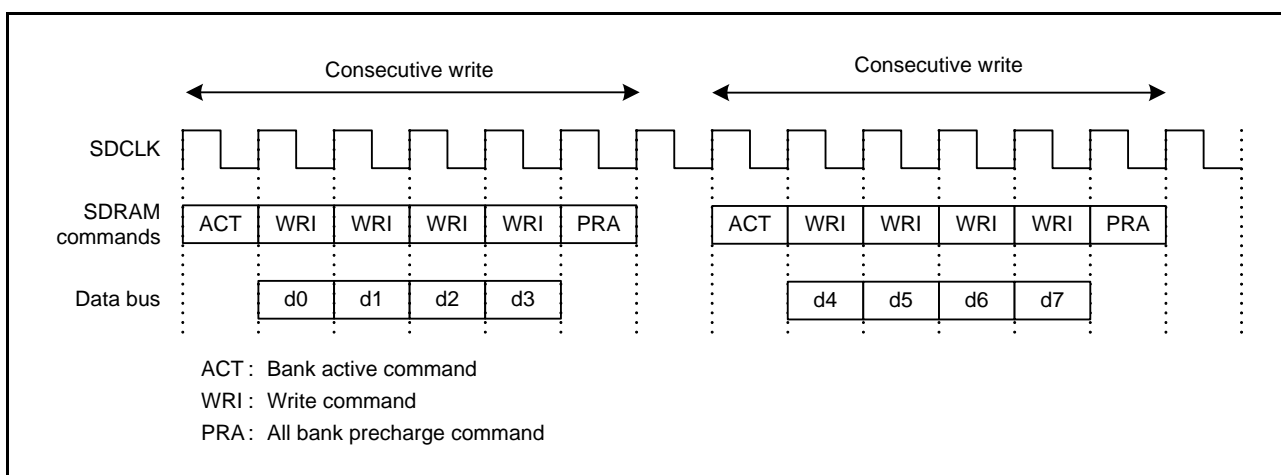 Consecutive write Consecutive write
SDCLK
SDRAM
commands
ACT WRI WRI WRI WRI PRA ACT WRI WRI WRI WRI PRA
Data bus d0 d1 d2 d3 d4 d5 d6 d7
ACT : Bank active command
WRI : Write command
PRA : All bank precharge command